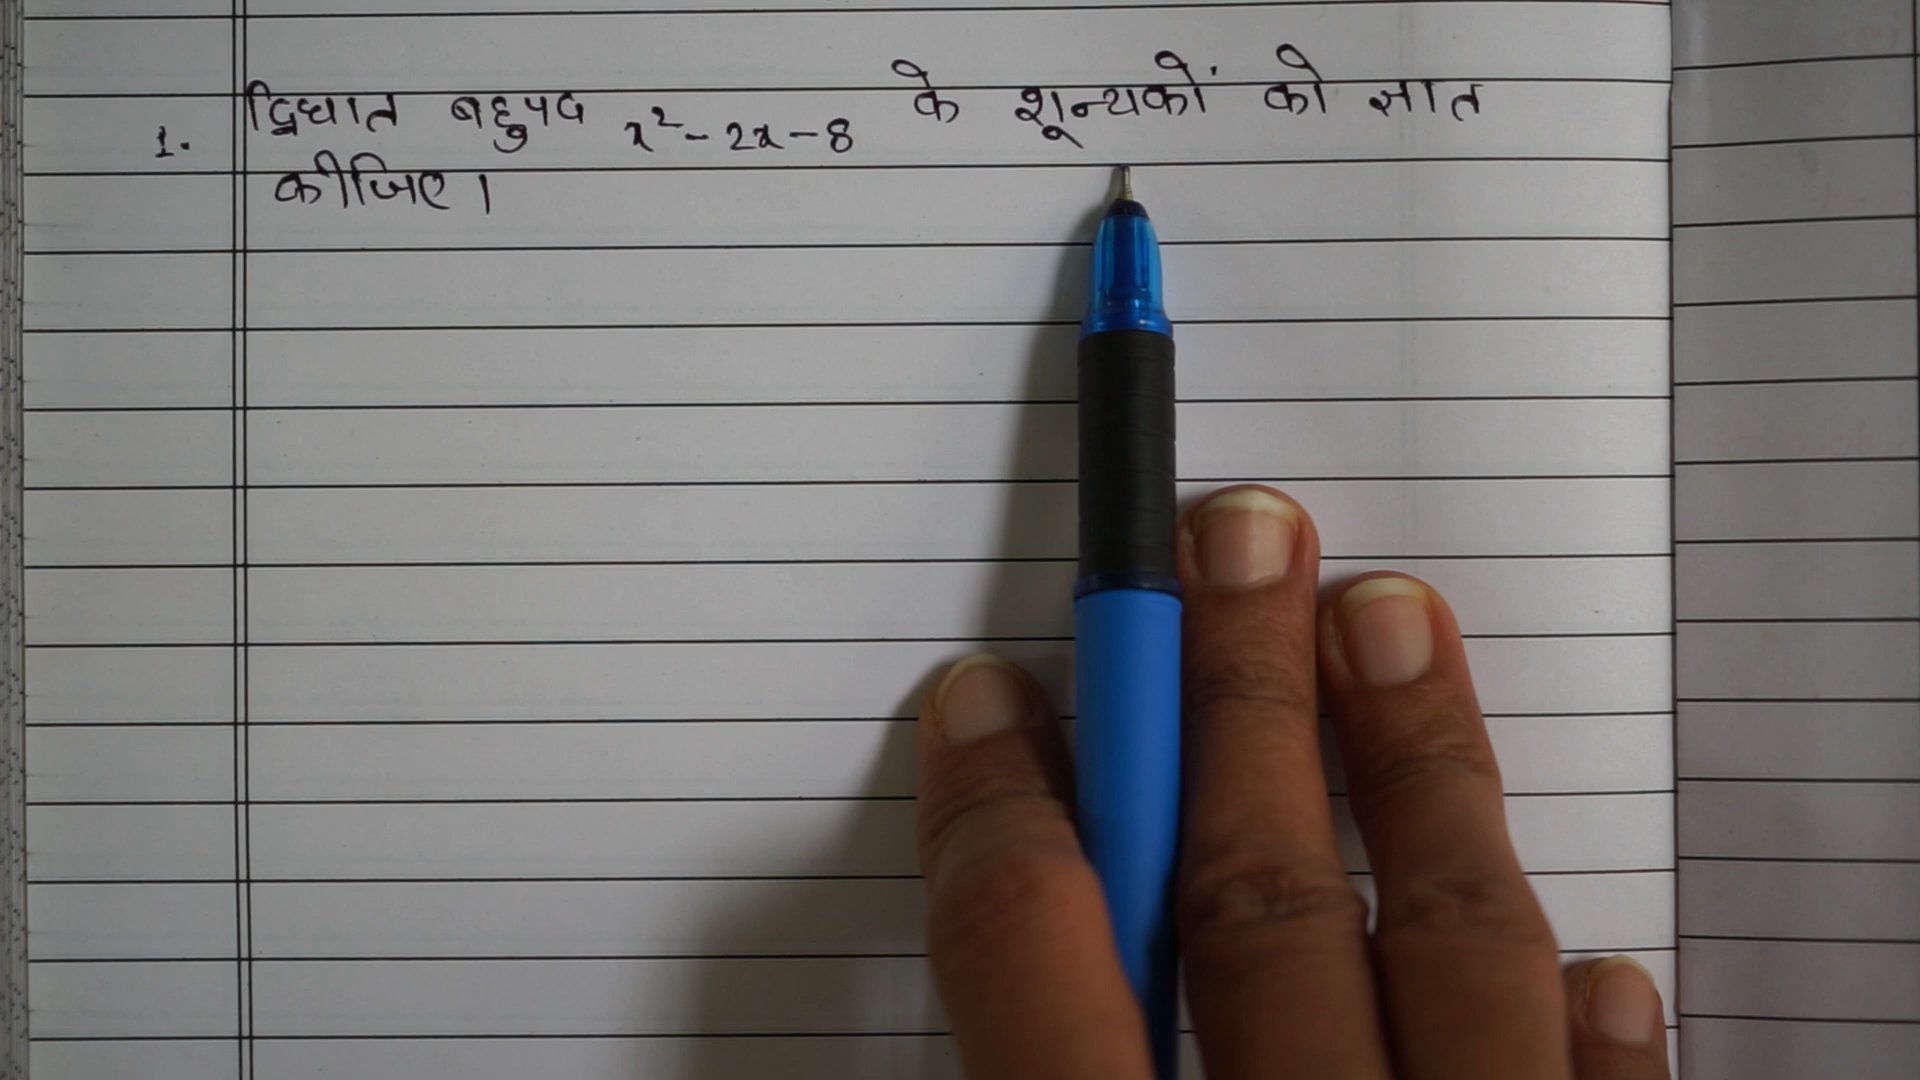 1. द्विघात बहुपद x² - 2x - 8 के शून्यकों को ज्ञात
कीजिए।